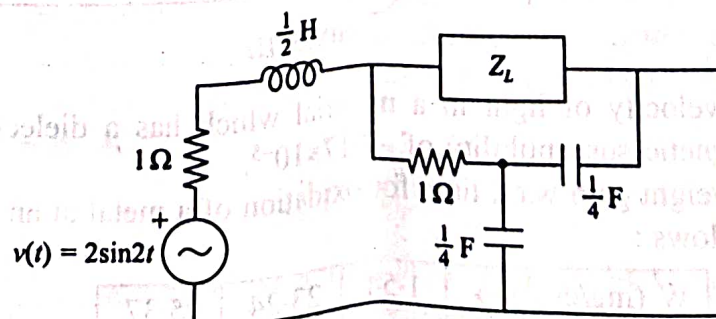 1/2 H
Z_L
1Ω
1Ω
1/4 F
1/4 F
+
v(t) = 2sin2t